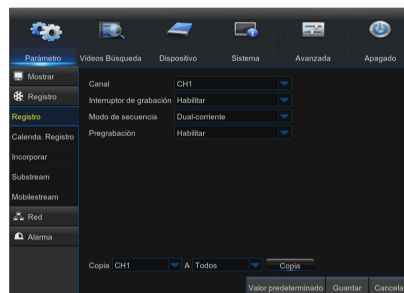 Parámetro
Videos Búsqueda
Dispositivo
Sistema
Avanzada
Apagado
Mostrar
Registro
Registro
Calenda. Registro
Incorporar
Substream
Mobilestream
Red
Alarma
Canal CH1
Interruptor de grabación Habilitar
Modo de secuencia Dual-corriente
Pregrabación Habilitar
Copia CH1 A Todos Copia
Valor predeterminado Guardar Cancela